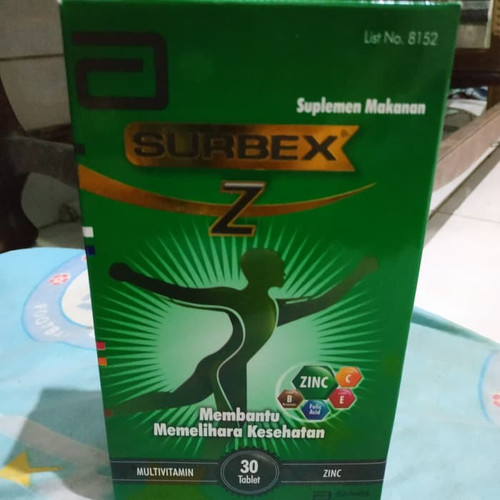 List No. 8152
Suplemen Makanan
SURBEX®
Z
ZINC
C
B
Folic
Acid
E
Membantu
Memelihara Kesehatan
MULTIVITAMIN
30
Tablet
ZINC